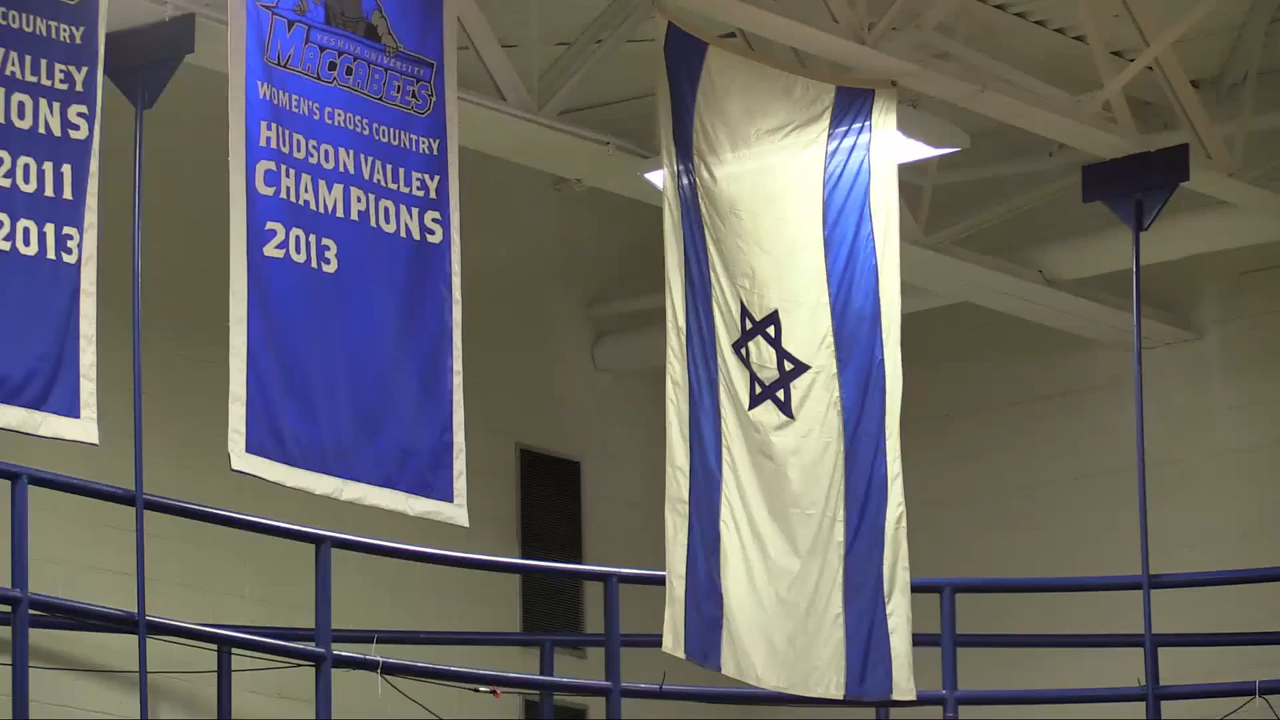 COUNTRY
VALLEY
IONS
2011
2013
YESHIVA UNIVERSITY
MACCABEES
WOMEN'S CROSS COUNTRY
HUDSON VALLEY
CHAMPIONS
2013